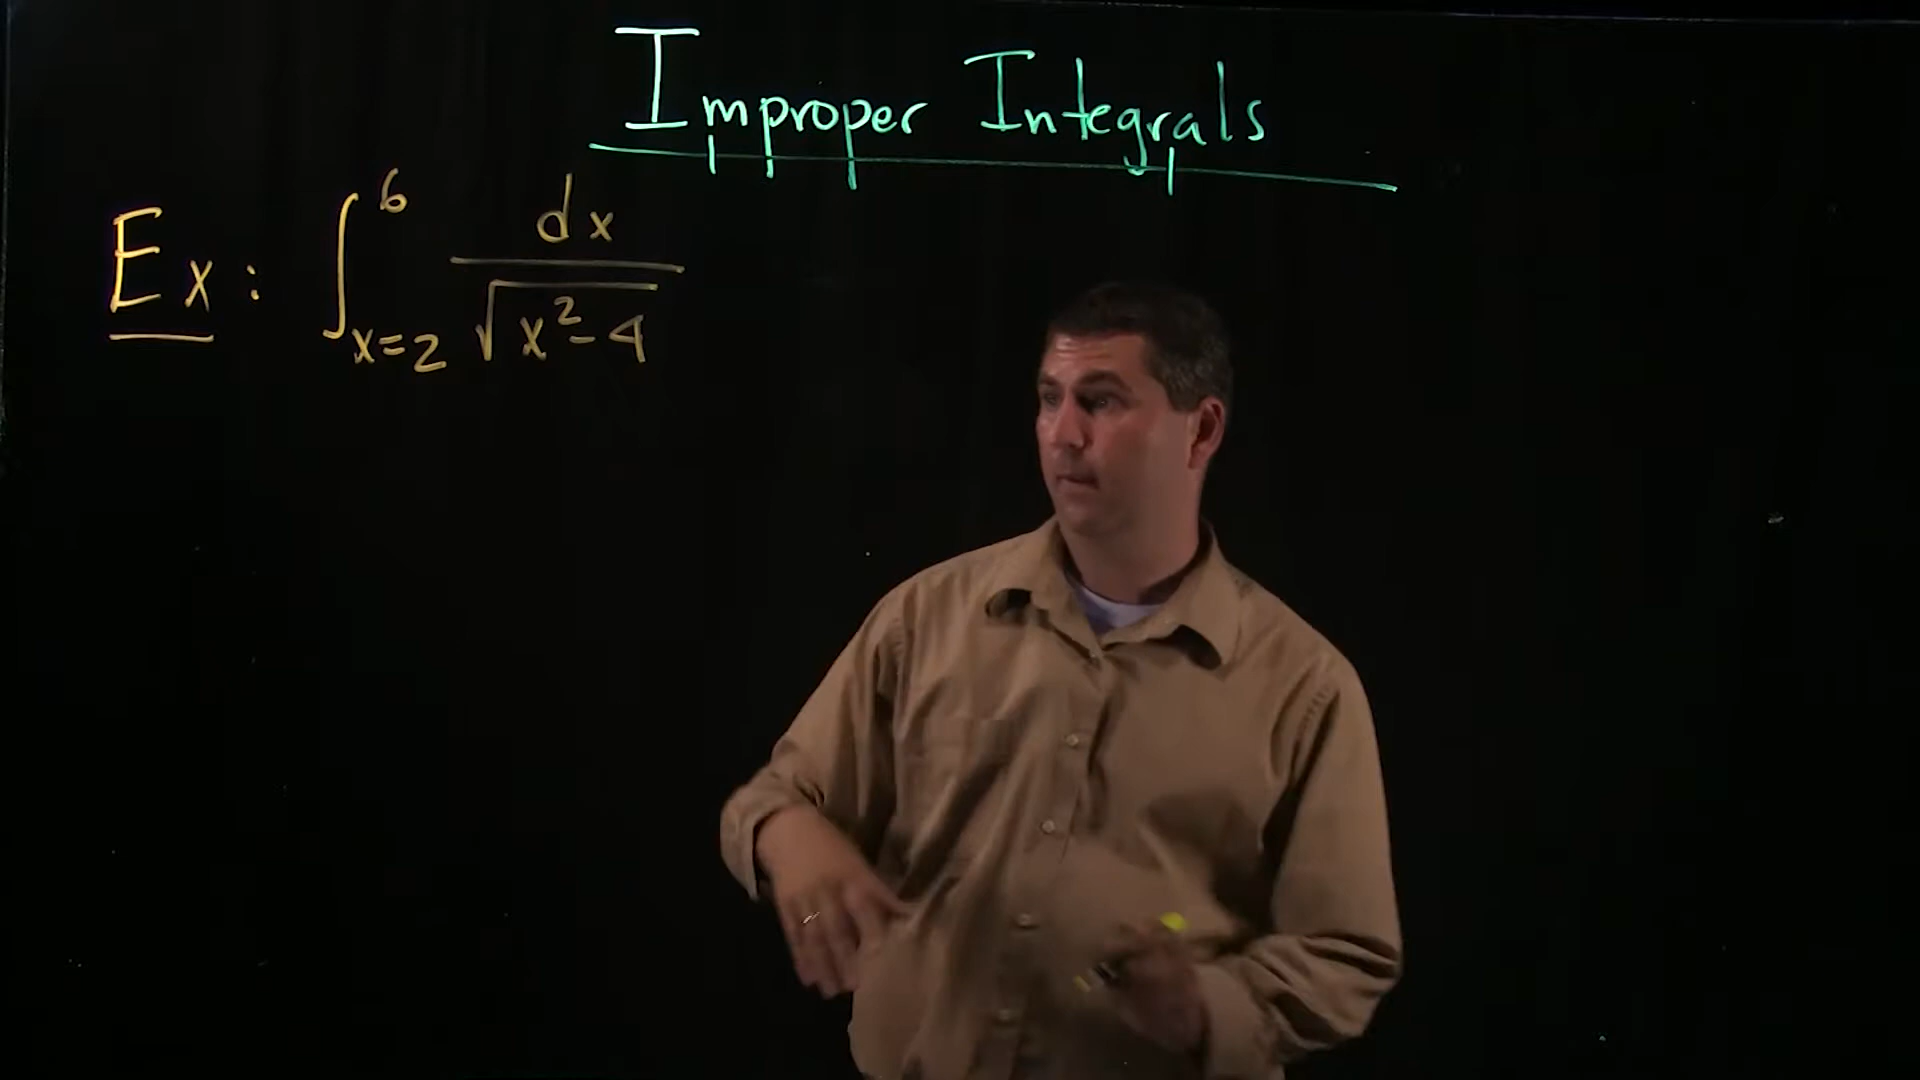 Improper Integrals
Ex: ∫_{x=2}^{6} dx / √(x²-4)